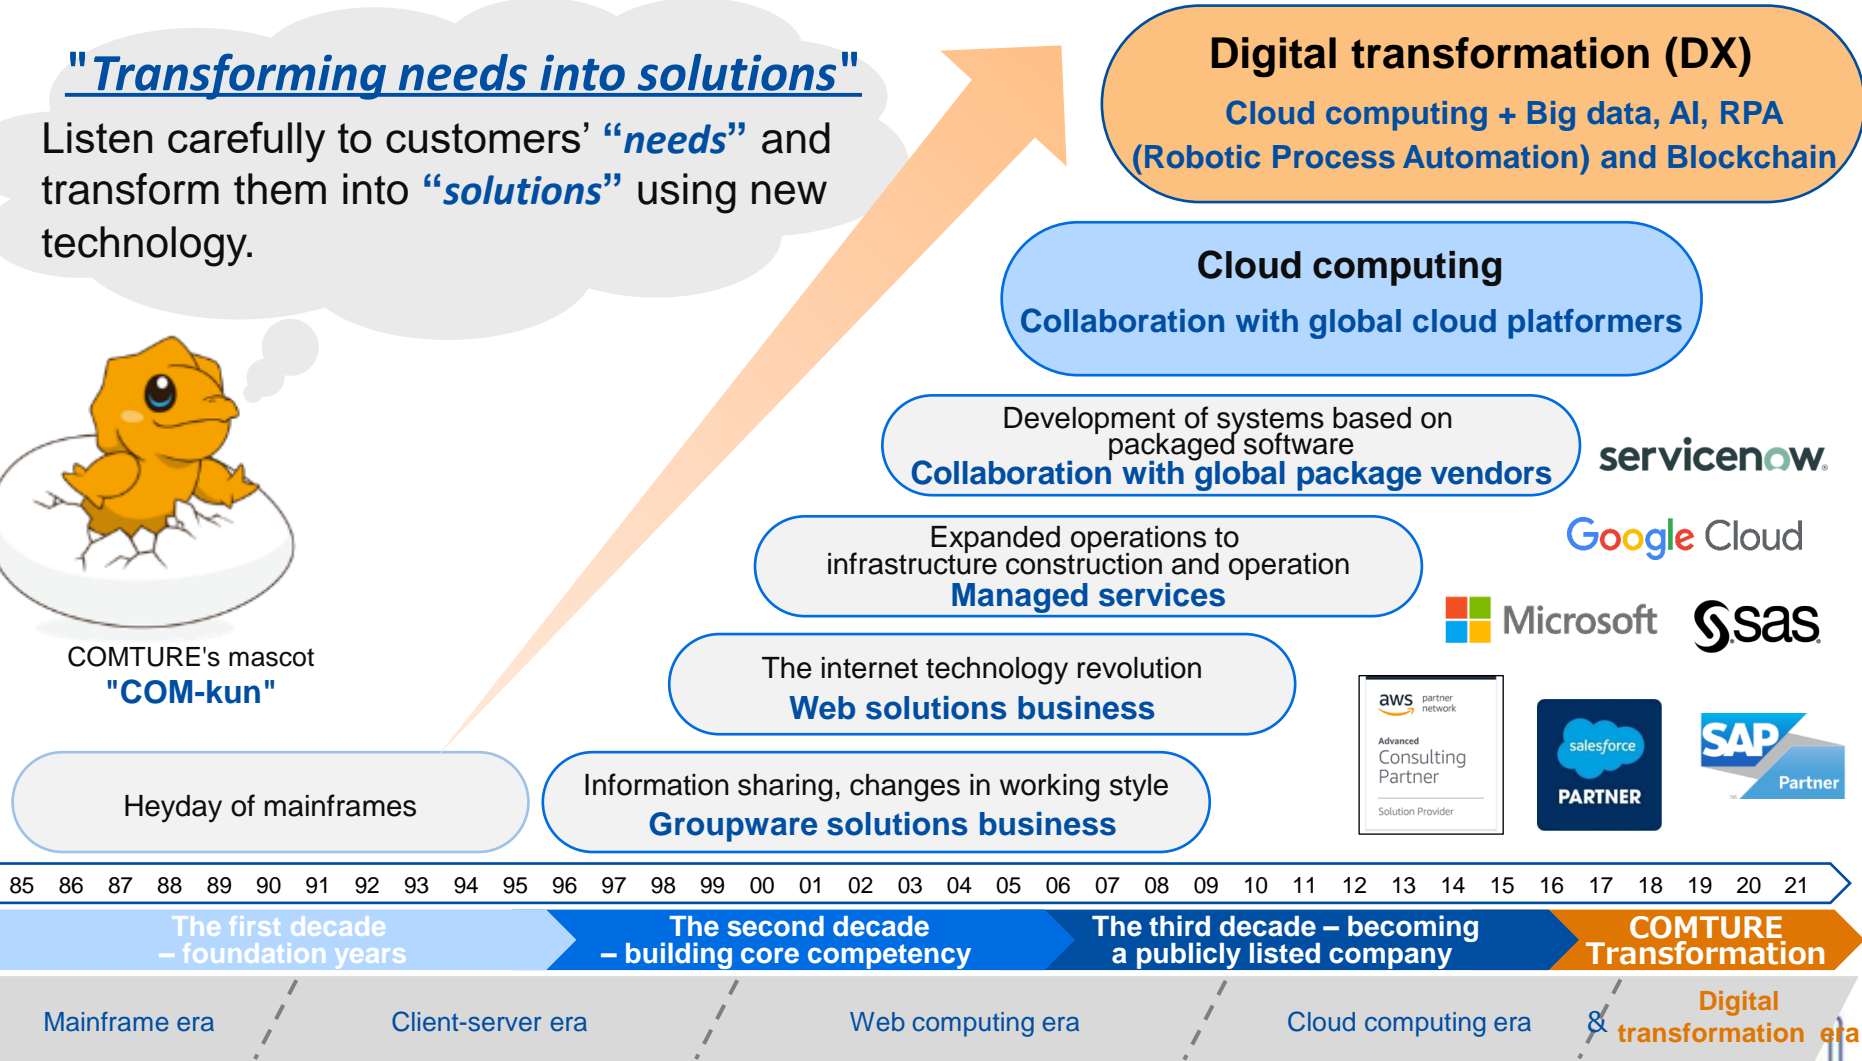 "Transforming needs into solutions"
Listen carefully to customers’ “needs” and
transform them into “solutions” using new
technology.
COMTURE's mascot
"COM-kun"
Digital transformation (DX)
Cloud computing + Big data, AI, RPA
(Robotic Process Automation) and Blockchain
Cloud computing
Collaboration with global cloud platformers
Development of systems based on
packaged software
Collaboration with global package vendors
servicenow.
Expanded operations to
infrastructure construction and operation
Managed services
Google Cloud
Microsoft
sas
The internet technology revolution
Web solutions business
aws partner
network
Advanced
Consulting
Partner
Solution Provider
salesforce
PARTNER
SAP
Partner
Heyday of mainframes
Information sharing, changes in working style
Groupware solutions business
85 86 87 88 89 90 91 92 93 94 95 96 97 98 99 00 01 02 03 04 05 06 07 08 09 10 11 12 13 14 15 16 17 18 19 20 21
The first decade
– foundation years
The second decade
– building core competency
The third decade – becoming
a publicly listed company
COMTURE
Transformation
Mainframe era
Client-server era
Web computing era
Cloud computing era
&
Digital
transformation era